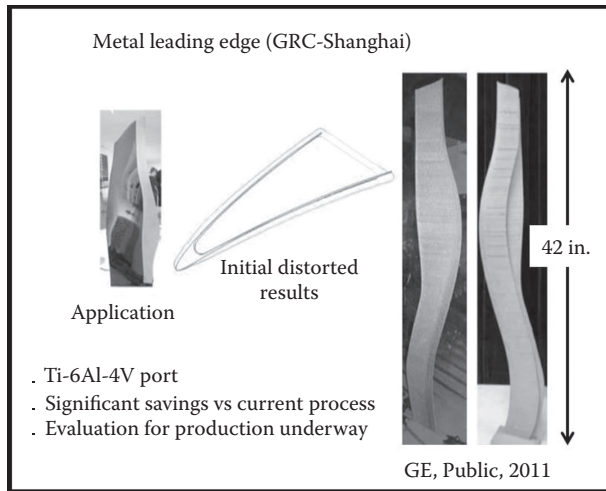 Metal leading edge (GRC-Shanghai)
Initial distorted
results
Application
42 in.
. Ti-6Al-4V port
. Significant savings vs current process
. Evaluation for production underway
GE, Public, 2011